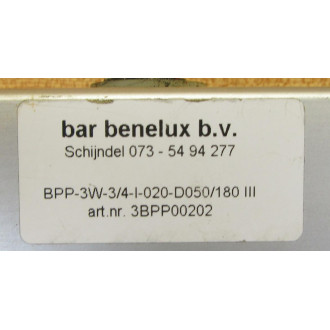 bar benelux b.v.
Schijndel 073 - 54 94 277
BPP-3W-3/4-I-020-D050/180 III
art.nr. 3BPP00202